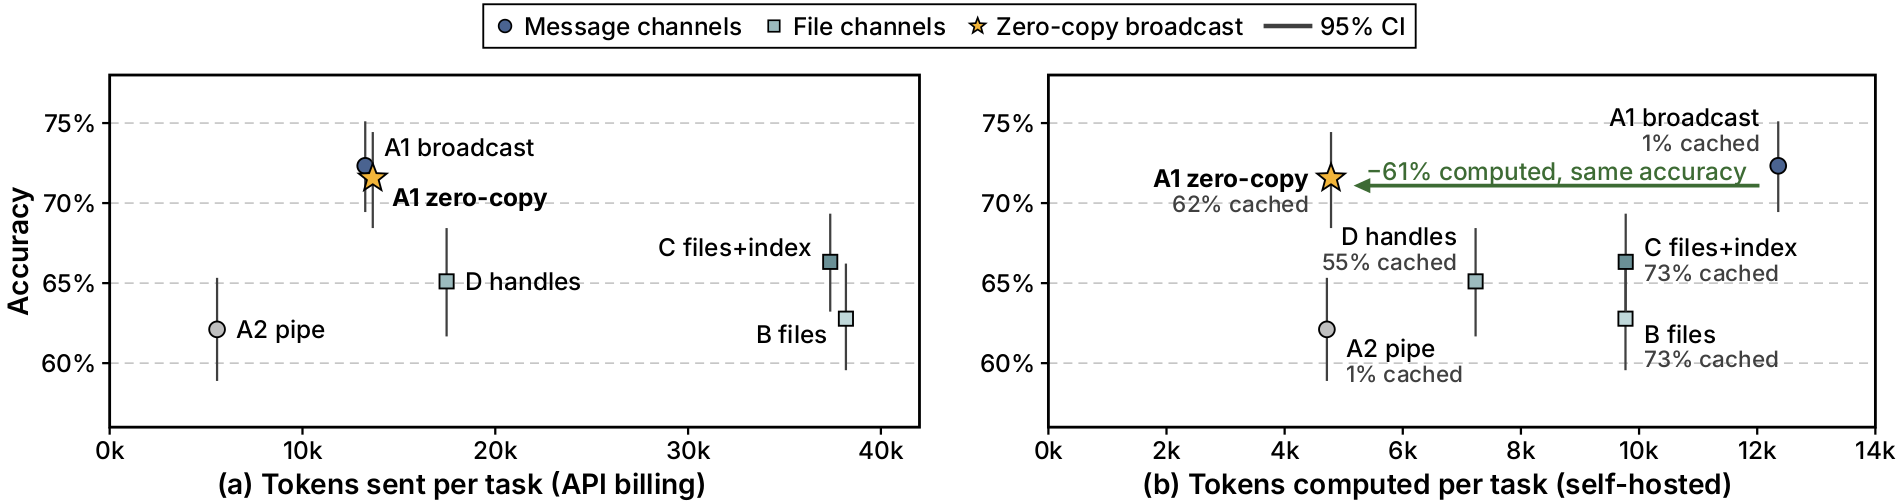 Message channels File channels Zero-copy broadcast 95% CI
Accuracy
75%
70%
65%
60%
A1 broadcast
A1 zero-copy
C files+index
D handles
A2 pipe
B files
0k 10k 20k 30k 40k
(a) Tokens sent per task (API billing)
75%
70%
65%
60%
A1 broadcast
1% cached
−61% computed, same accuracy
A1 zero-copy
62% cached
D handles
55% cached
C files+index
73% cached
B files
73% cached
A2 pipe
1% cached
0k 2k 4k 6k 8k 10k 12k 14k
(b) Tokens computed per task (self-hosted)